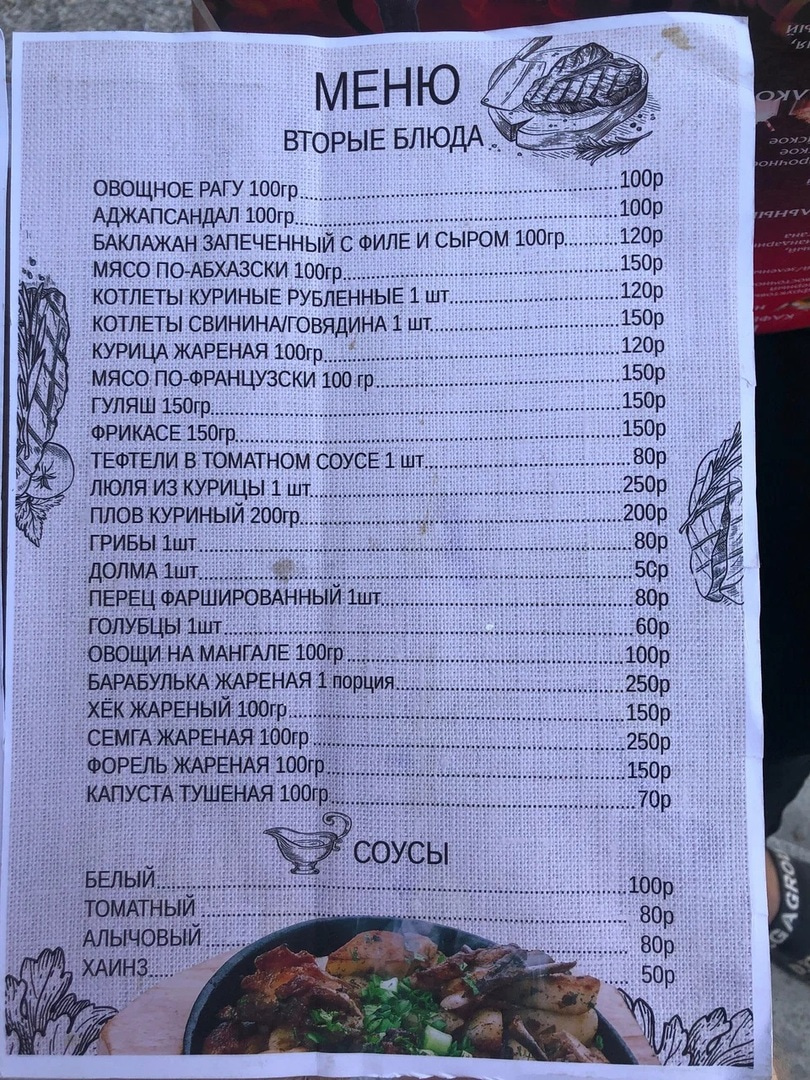 МЕНЮ
ВТОРЫЕ БЛЮДА
ОВОЩНОЕ РАГУ 100гр 100р
АДЖАПСАНДАЛ 100гр 100р
БАКЛАЖАН ЗАПЕЧЕННЫЙ С ФИЛЕ И СЫРОМ 100гр 120р
МЯСО ПО-АБХАЗСКИ 100гр 150р
КОТЛЕТЫ КУРИНЫЕ РУБЛЕННЫЕ 1 шт 120р
КОТЛЕТЫ СВИНИНА/ГОВЯДИНА 1 шт 150р
КУРИЦА ЖАРЕНАЯ 100гр 120р
МЯСО ПО-ФРАНЦУЗСКИ 100 гр 150р
ГУЛЯШ 150гр 150р
ФРИКАСЕ 150гр 150р
ТЕФТЕЛИ В ТОМАТНОМ СОУСЕ 1 шт 80р
ЛЮЛЯ ИЗ КУРИЦЫ 1 шт 250р
ПЛОВ КУРИНЫЙ 200гр 200р
ГРИБЫ 1шт 80р
ДОЛМА 1шт 50р
ПЕРЕЦ ФАРШИРОВАННЫЙ 1шт 80р
ГОЛУБЦЫ 1шт 60р
ОВОЩИ НА МАНГАЛЕ 100гр 100р
БАРАБУЛЬКА ЖАРЕНАЯ 1 порция 250р
ХЁК ЖАРЕНЫЙ 100гр 150р
СЕМГА ЖАРЕНАЯ 100гр 250р
ФОРЕЛЬ ЖАРЕНАЯ 100гр 150р
КАПУСТА ТУШЕНАЯ 100гр 70р
СОУСЫ
БЕЛЫЙ 100р
ТОМАТНЫЙ 80р
АЛЫЧОВЫЙ 80р
ХАИНЗ 50р